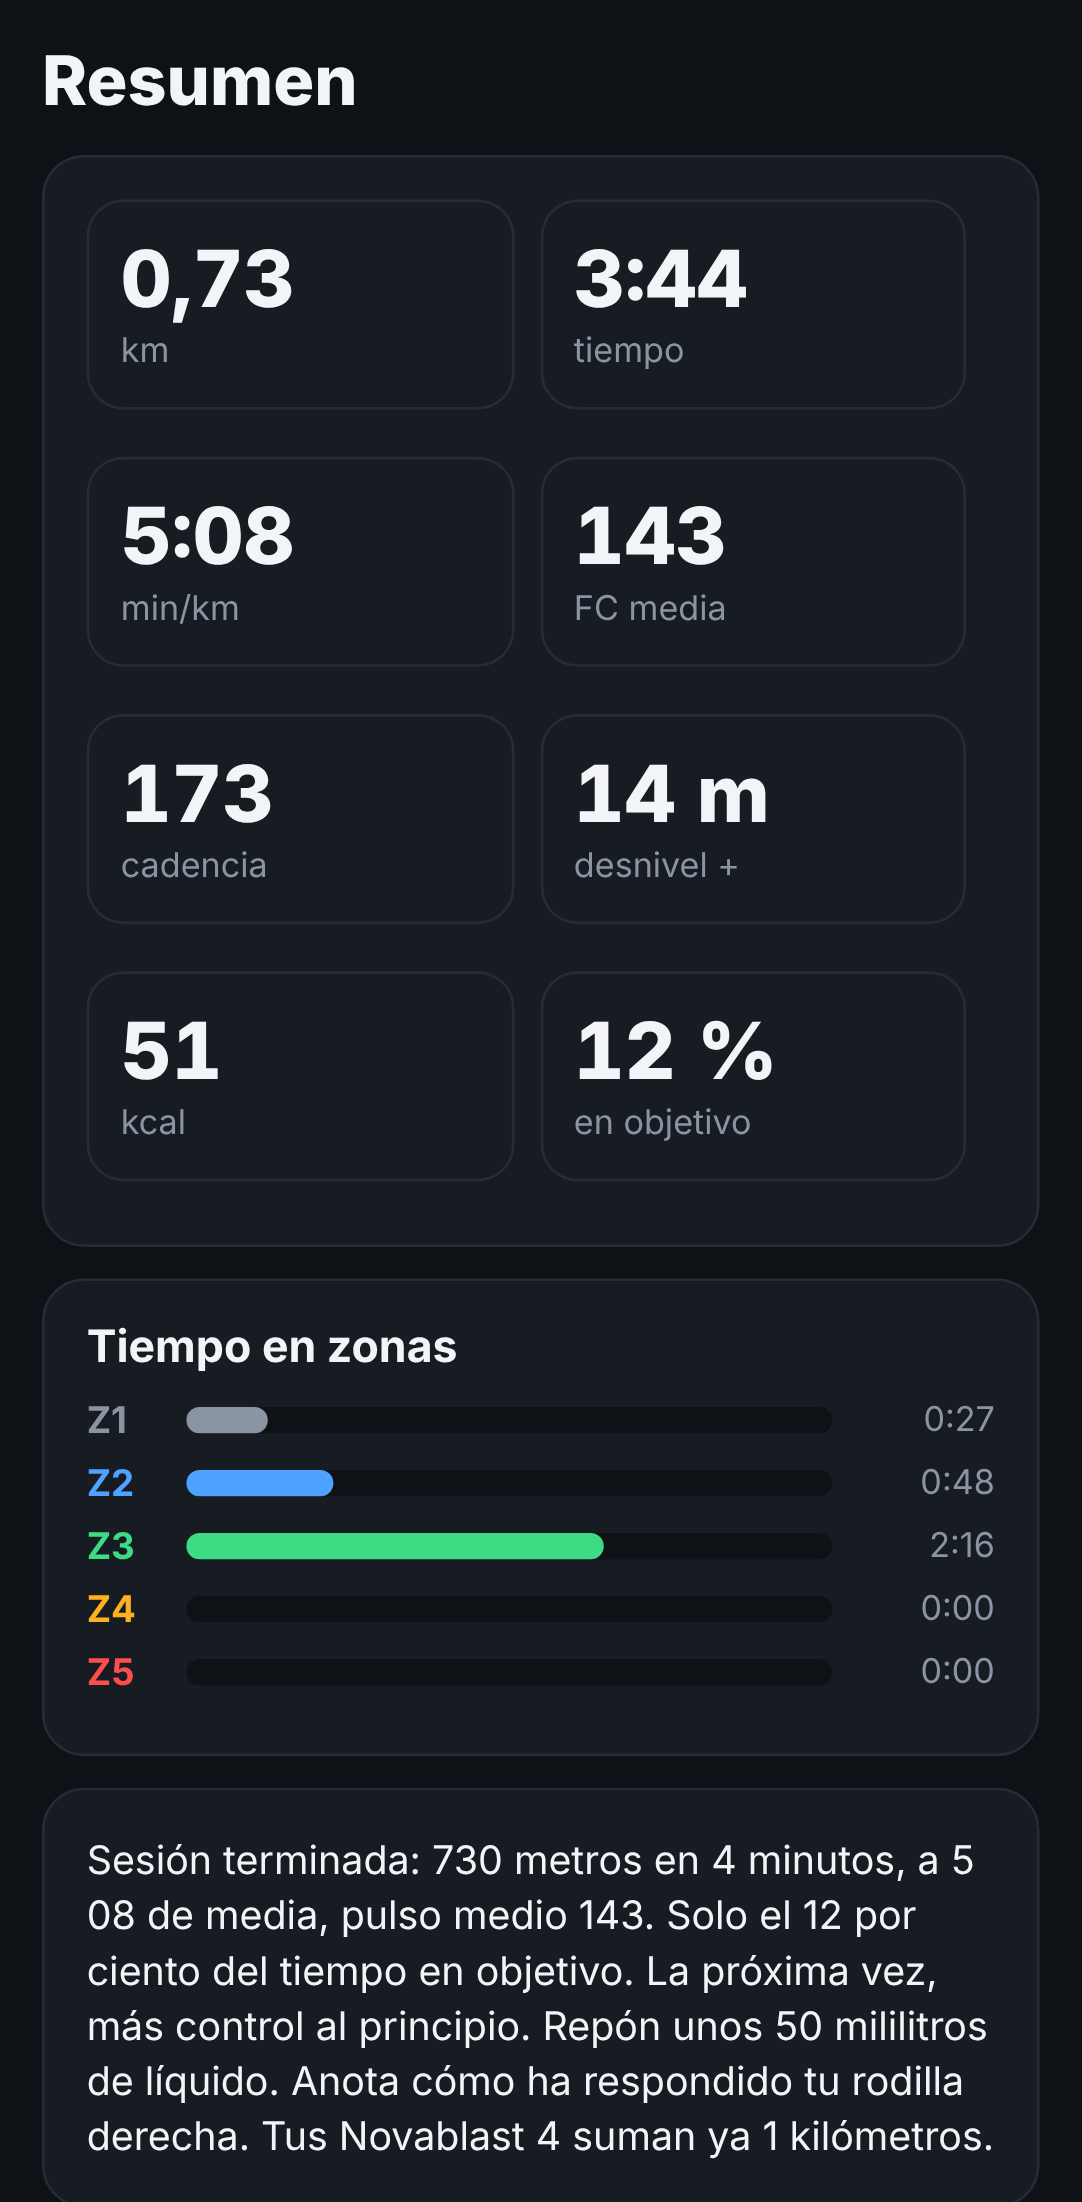 Resumen
0,73
km
3:44
tiempo
5:08
min/km
143
FC media
173
cadencia
14 m
desnivel +
51
kcal
12 %
en objetivo
Tiempo en zonas
Z1 0:27
Z2 0:48
Z3 2:16
Z4 0:00
Z5 0:00
Sesión terminada: 730 metros en 4 minutos, a 5
08 de media, pulso medio 143. Solo el 12 por
ciento del tiempo en objetivo. La próxima vez,
más control al principio. Repón unos 50 mililitros
de líquido. Anota cómo ha respondido tu rodilla
derecha. Tus Novablast 4 suman ya 1 kilómetros.